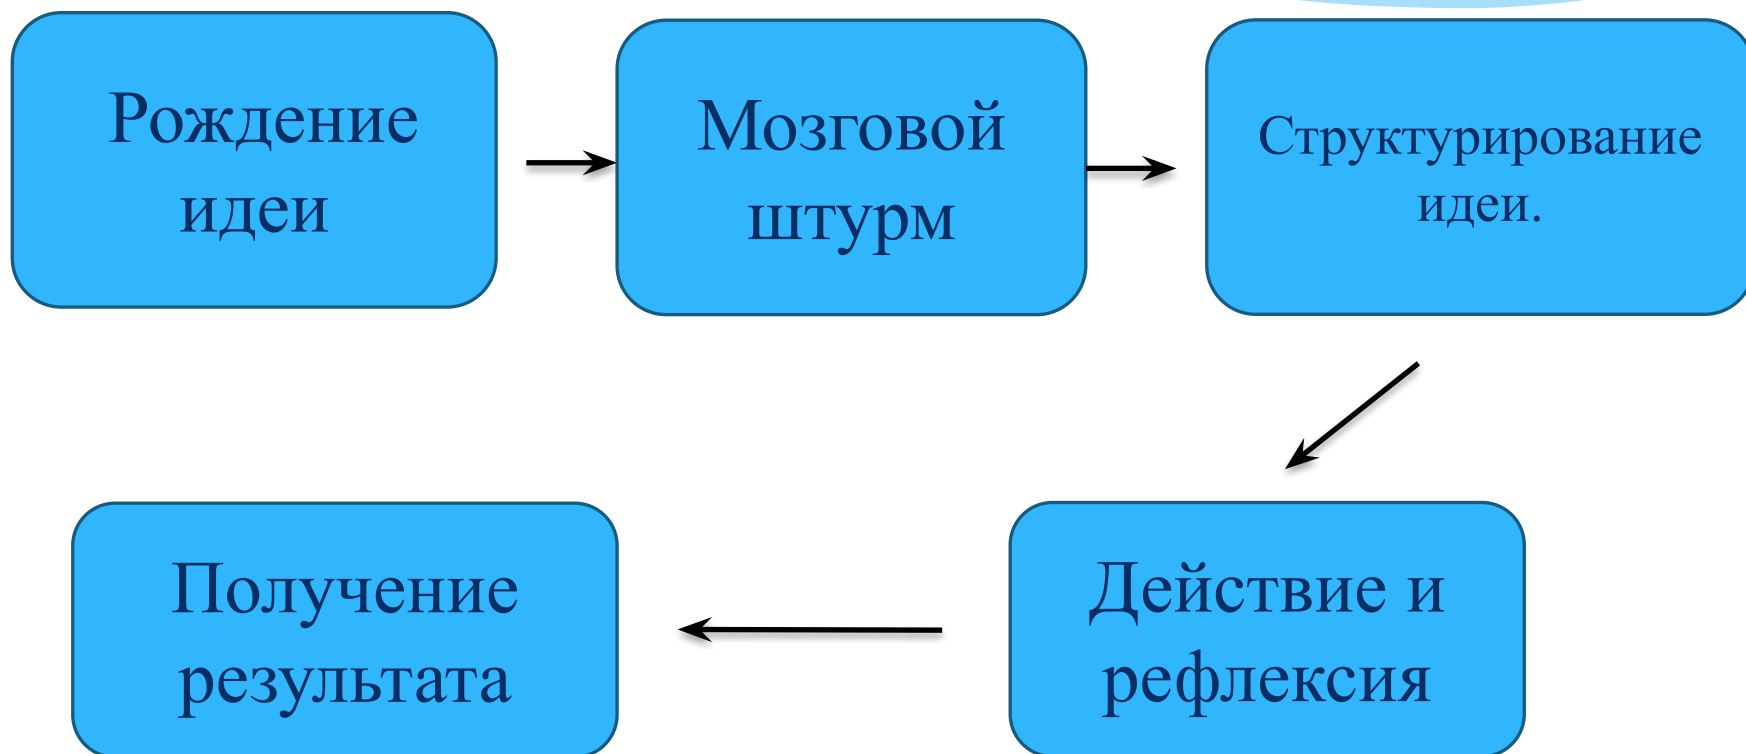 Рождение
идеи
Мозговой
штурм
Структурирование
идеи.
Действие и
рефлексия
Получение
результата